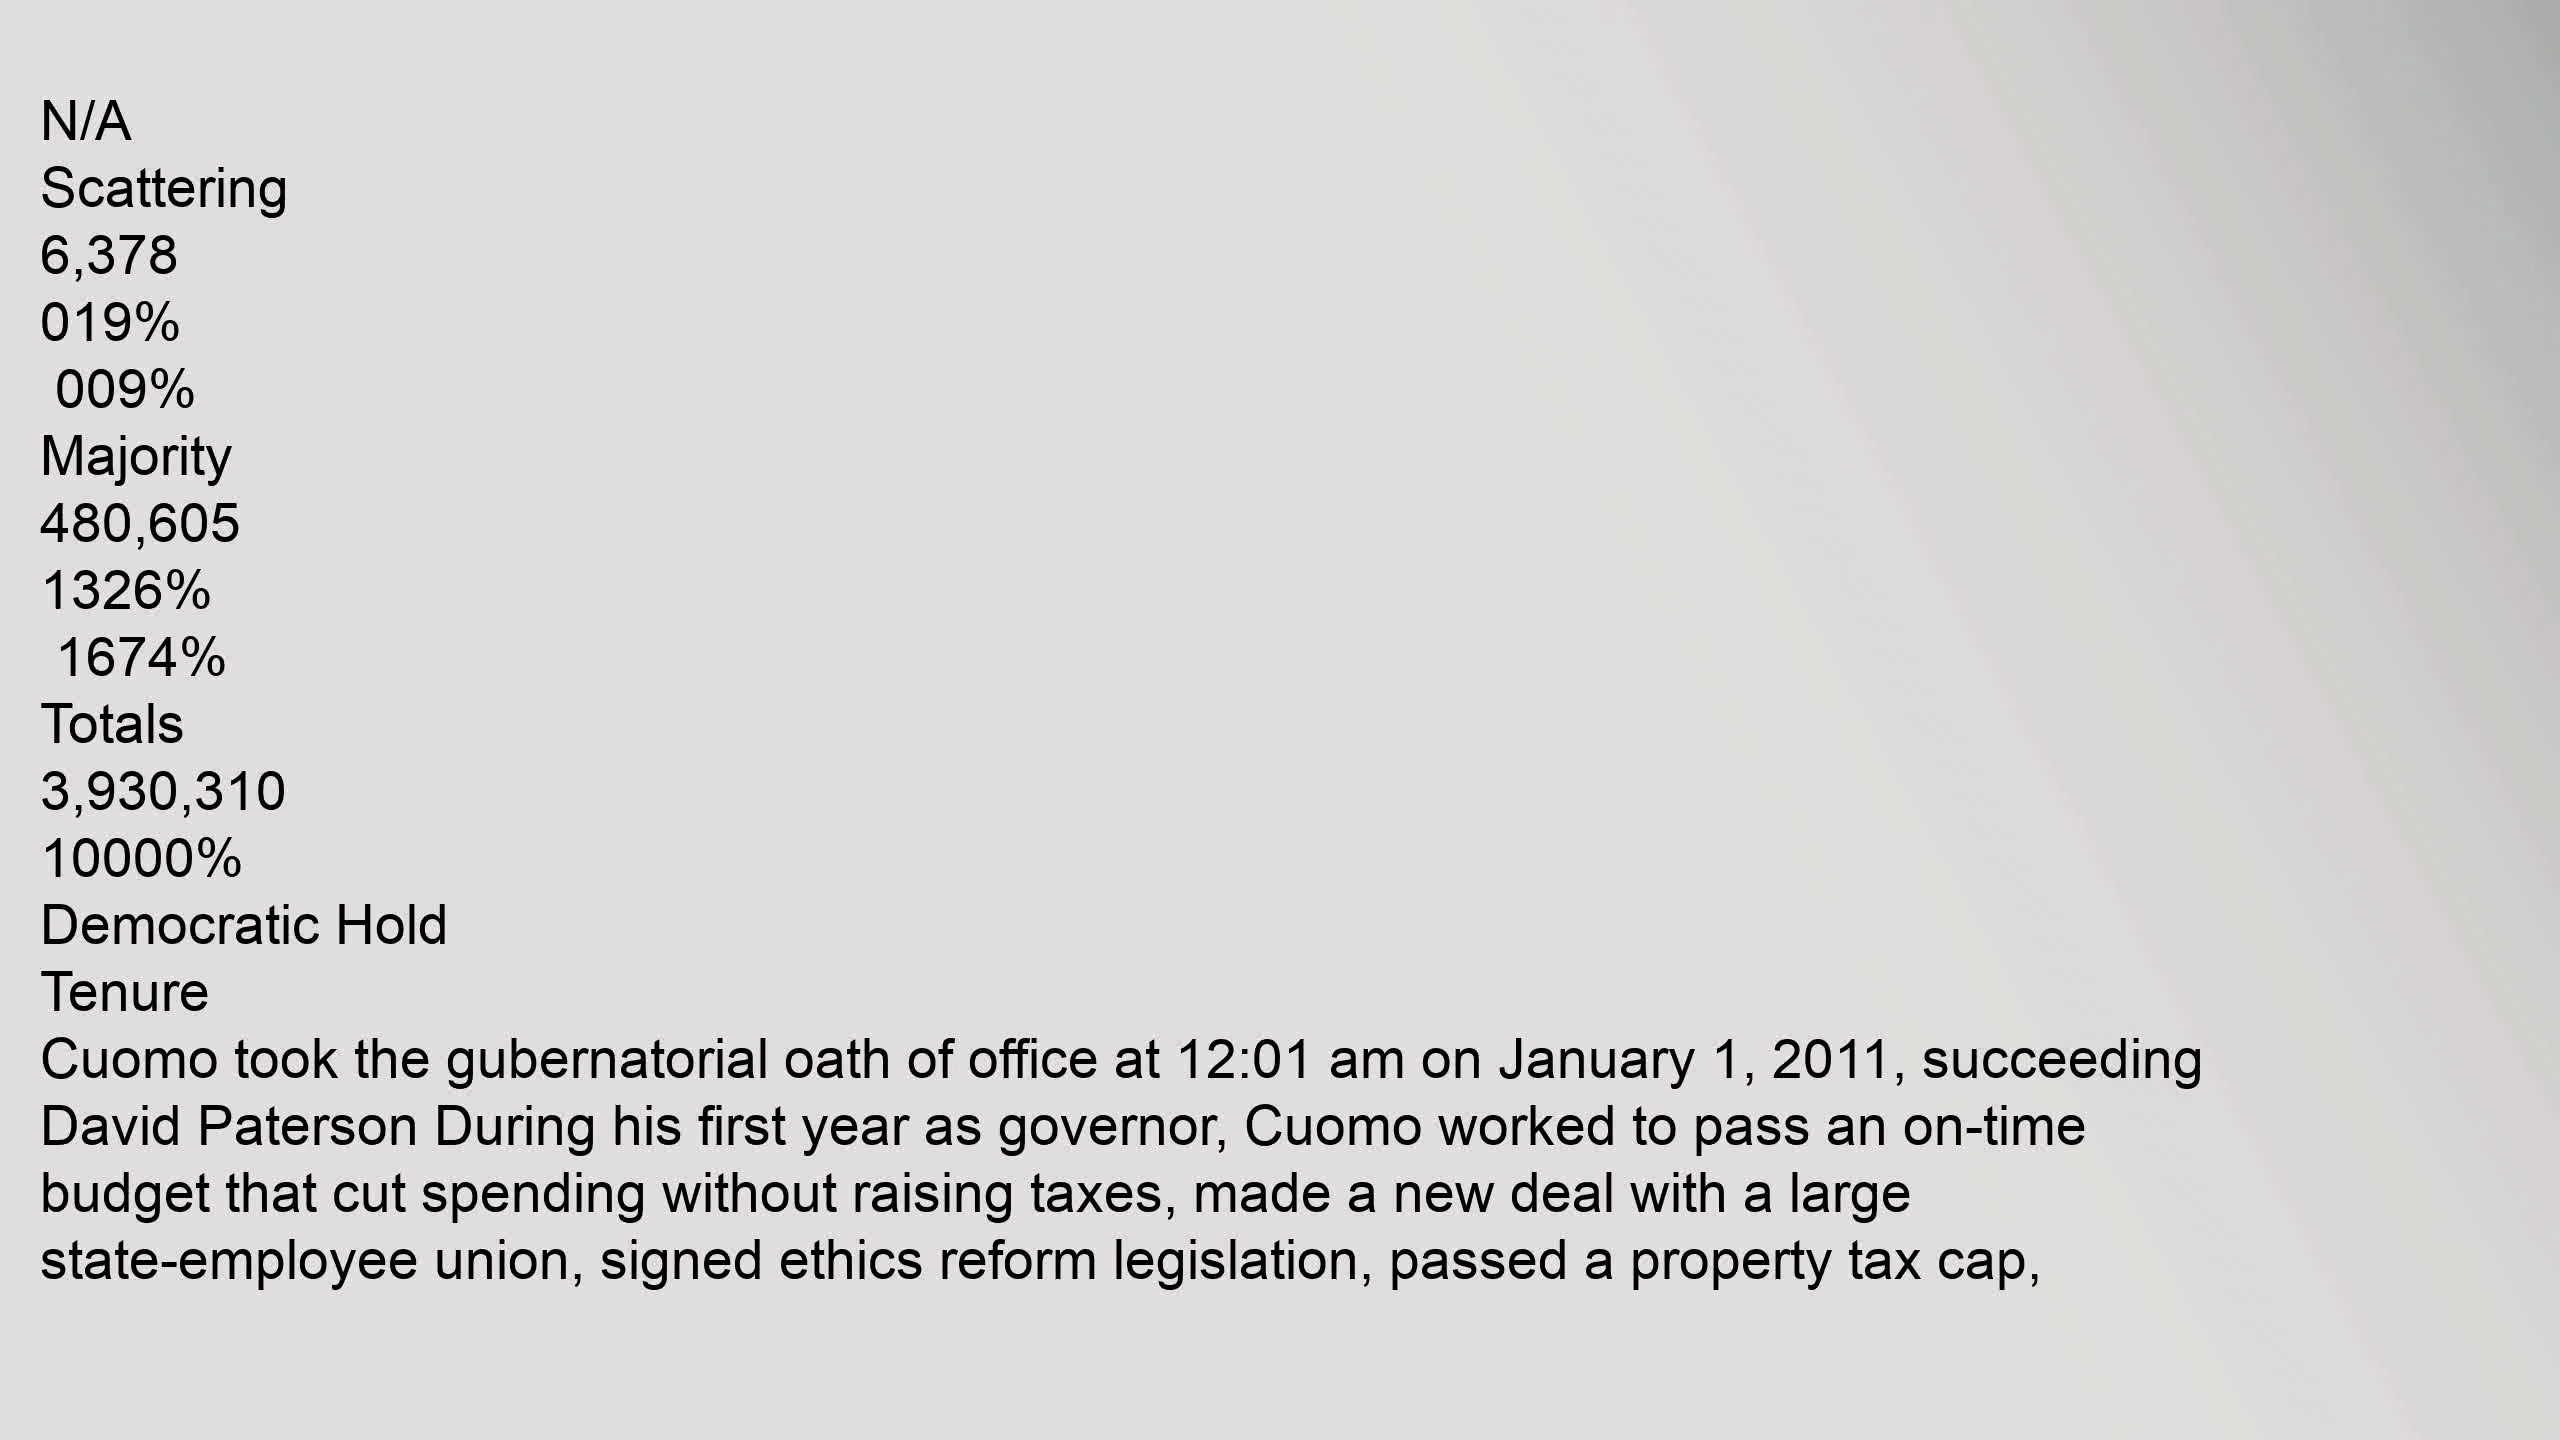 N/A
Scattering
6,378
019%
009%
Majority
480,605
1326%
1674%
Totals
3,930,310
10000%
Democratic Hold
Tenure
Cuomo took the gubernatorial oath of office at 12:01 am on January 1, 2011, succeeding
David Paterson During his first year as governor, Cuomo worked to pass an on-time
budget that cut spending without raising taxes, made a new deal with a large
state-employee union, signed ethics reform legislation, passed a property tax cap,